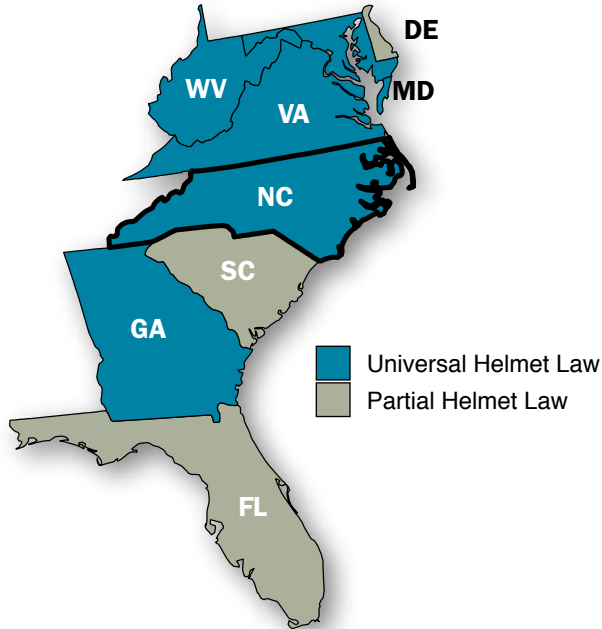 DE
WV
MD
VA
NC
SC
GA
Universal Helmet Law
Partial Helmet Law
FL